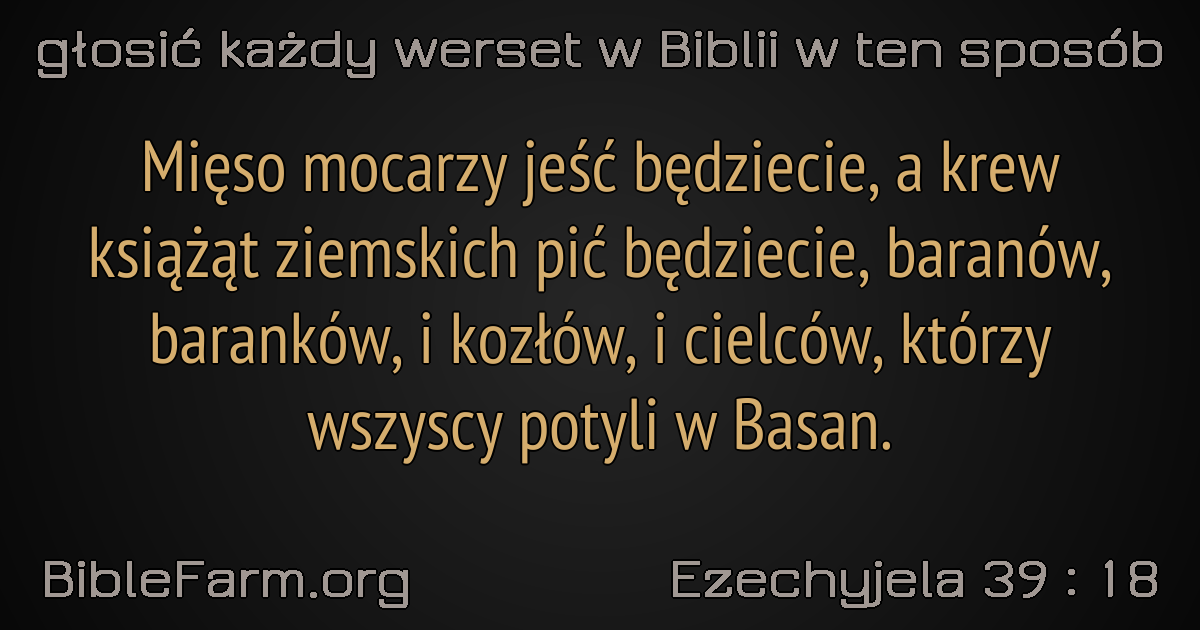 głosić każdy werset w Biblii w ten sposób
Mięso mocarzy jeść będziecie, a krew
książąt ziemskich pić będziecie, baranów,
baranków, i kozłów, i cielców, którzy
wszyscy potyli w Basan.
BibleFarm.org
Ezechyjela 39 : 18